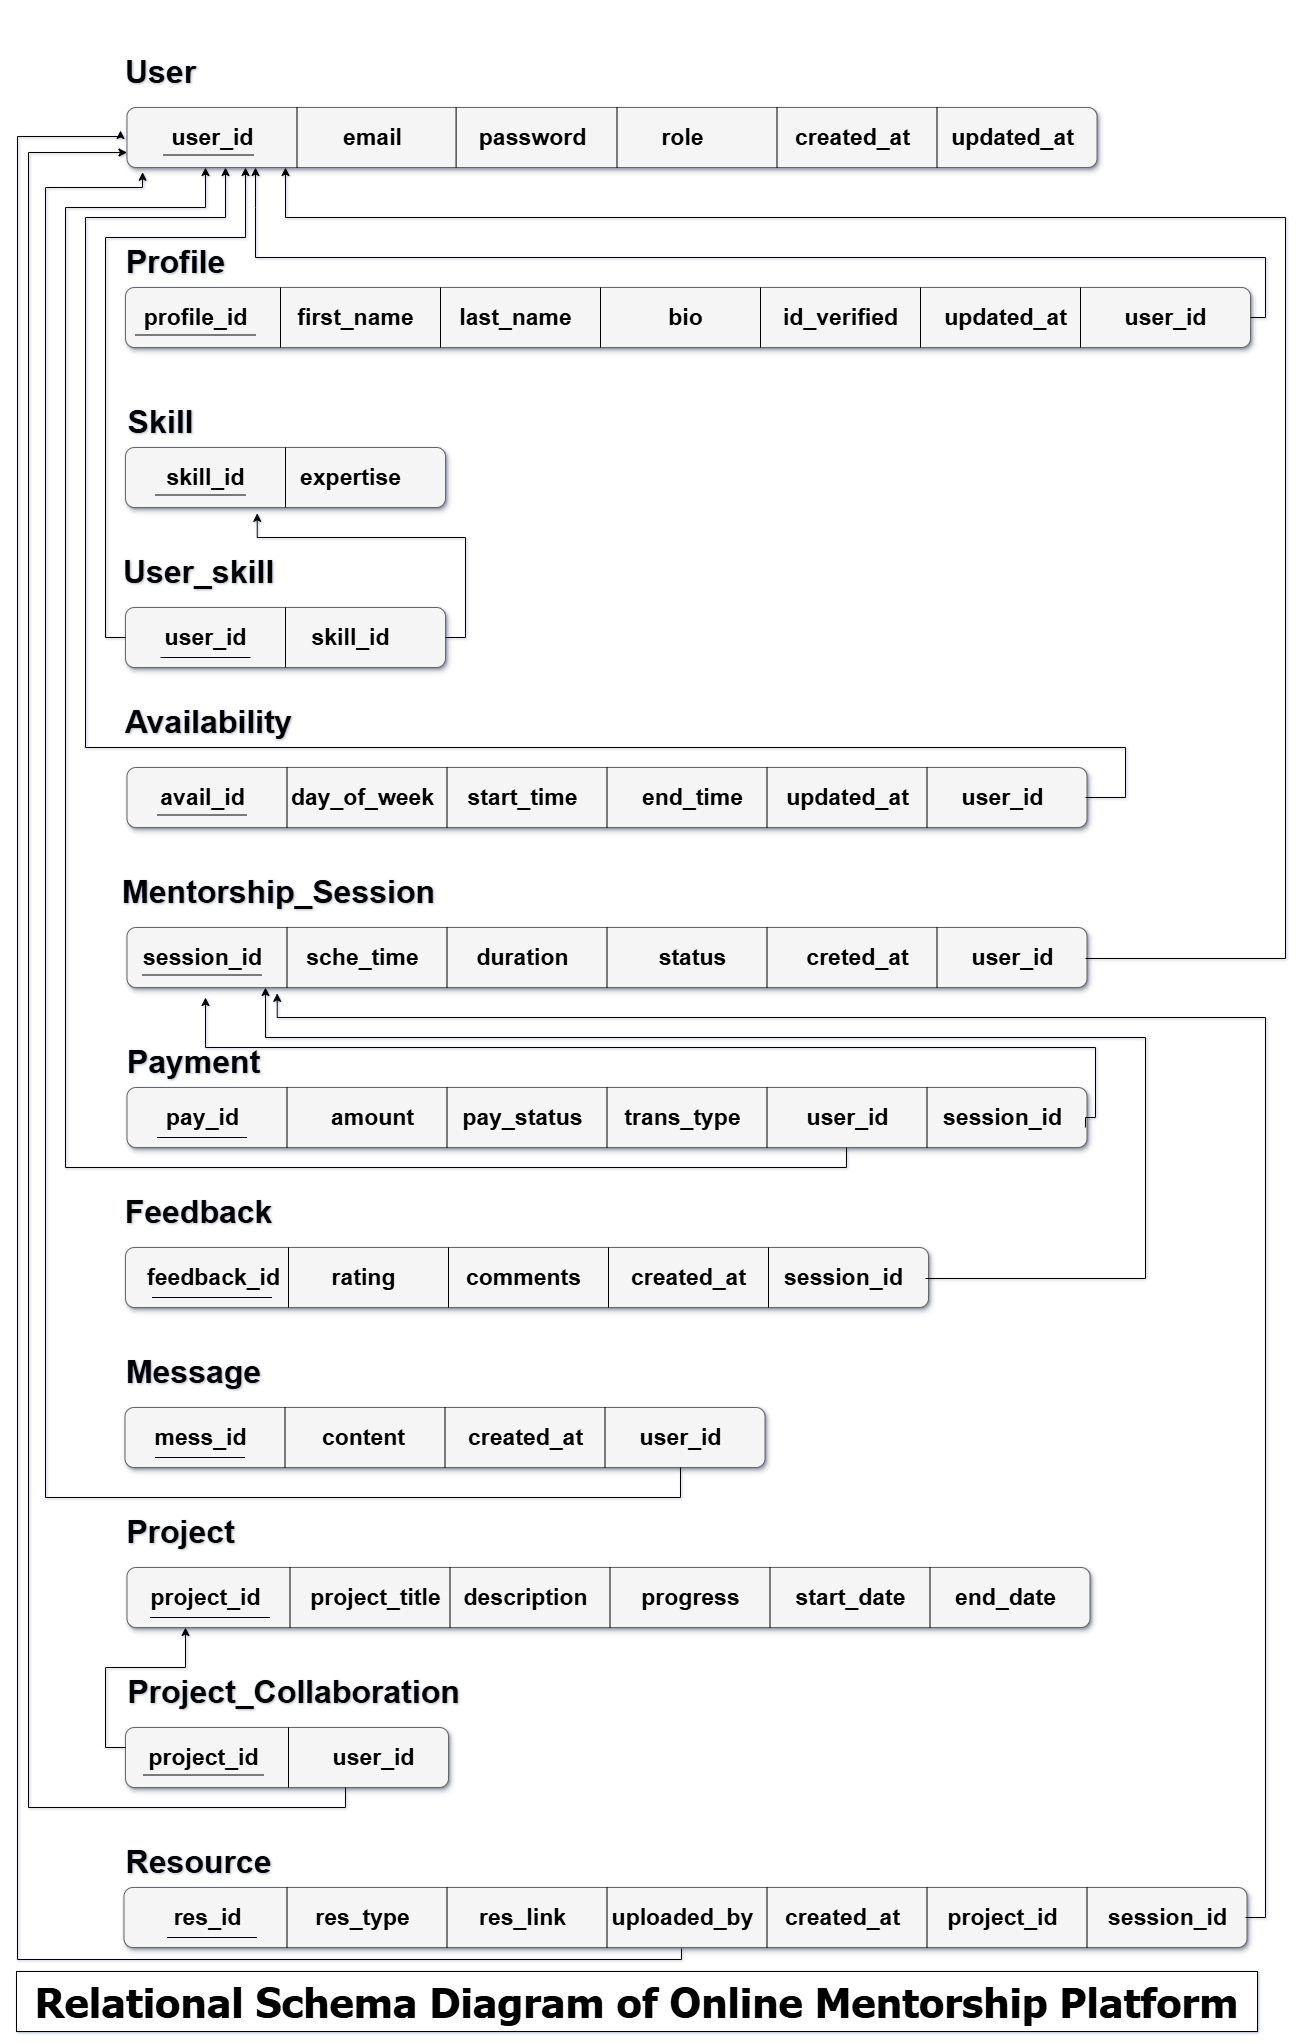 User
user_id email password role created_at updated_at
Profile
profile_id first_name last_name bio id_verified updated_at user_id
Skill
skill_id expertise
User_skill
user_id skill_id
Availability
avail_id day_of_week start_time end_time updated_at user_id
Mentorship_Session
session_id sche_time duration status creted_at user_id
Payment
pay_id amount pay_status trans_type user_id session_id
Feedback
feedback_id rating comments created_at session_id
Message
mess_id content created_at user_id
Project
project_id project_title description progress start_date end_date
Project_Collaboration
project_id user_id
Resource
res_id res_type res_link uploaded_by created_at project_id session_id
Relational Schema Diagram of Online Mentorship Platform